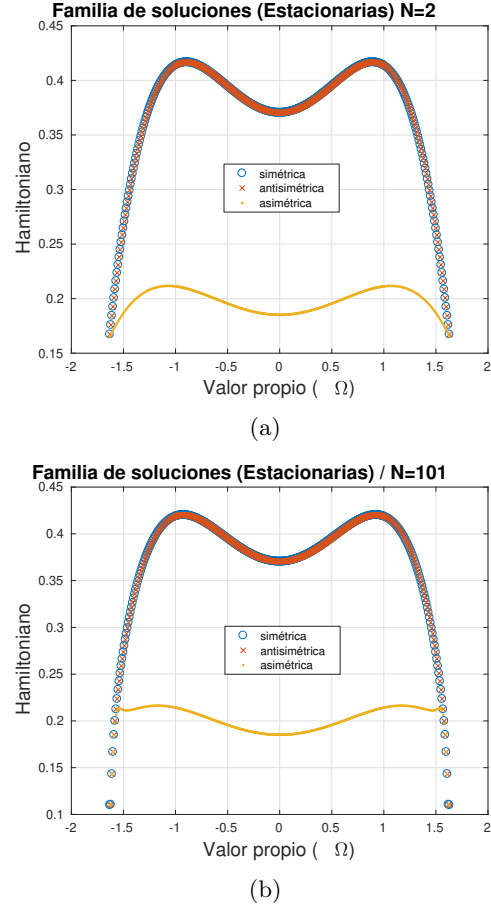 Familia de soluciones (Estacionarias) N=2
0.45
0.4
0.35
0.3
0.25
0.2
0.15
Hamiltoniano
simétrica
antisimétrica
asimétrica
-2 -1.5 -1 -0.5 0 0.5 1 1.5 2
Valor propio ( Ω)
(a)
Familia de soluciones (Estacionarias) / N=101
0.45
0.4
0.35
0.3
0.25
0.2
0.15
0.1
Hamiltoniano
simétrica
antisimétrica
asimétrica
-2 -1.5 -1 -0.5 0 0.5 1 1.5 2
Valor propio ( Ω)
(b)